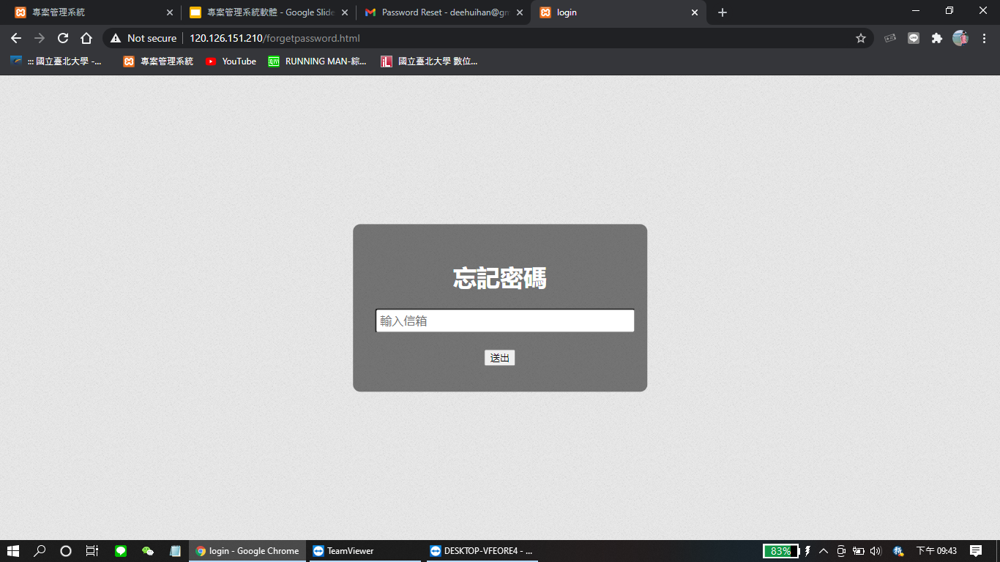 專案管理系統
專案管理系統軟體 - Google Slide
Password Reset - deehuihan@gm
login
Not secure
120.126.151.210/forgetpassword.html
::: 國立臺北大學 -...
專案管理系統
YouTube
RUNNING MAN-綜...
國立臺北大學 數位...
忘記密碼
輸入信箱
送出
login - Google Chrome
TeamViewer
DESKTOP-VFEORE4 - ...
83%
下午 09:43